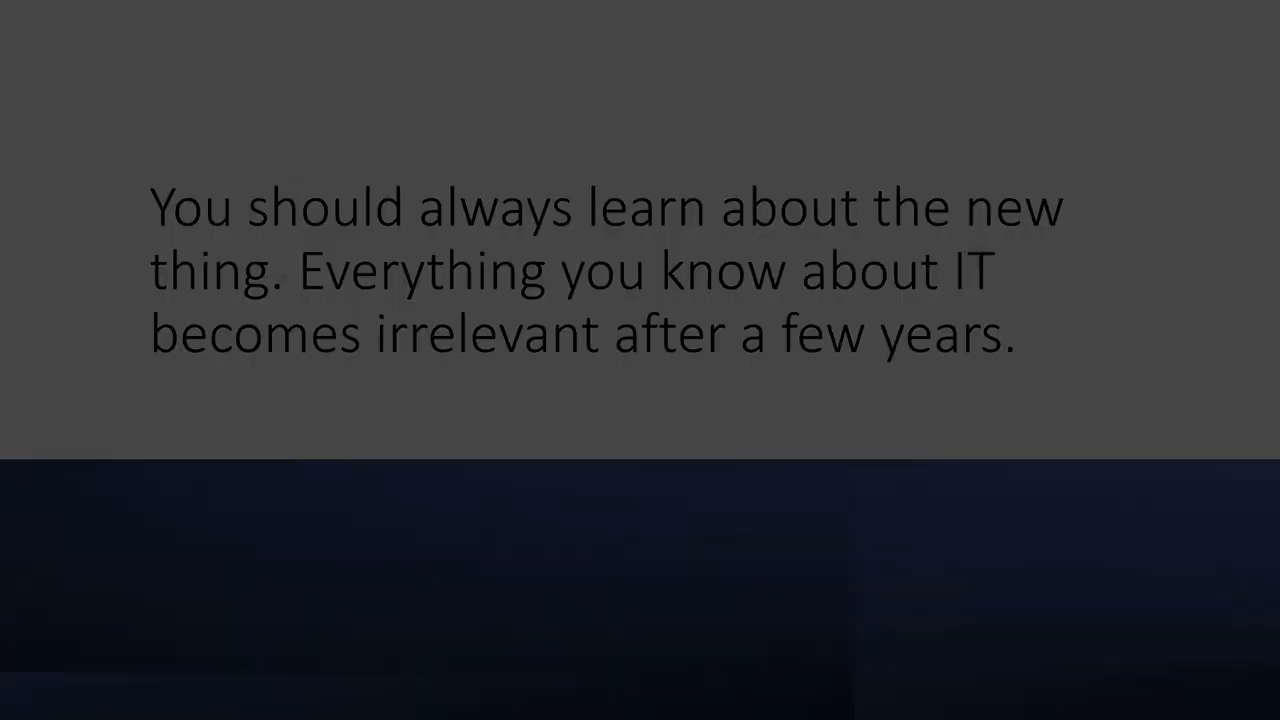 You should always learn about the new
thing. Everything you know about IT
becomes irrelevant after a few years.